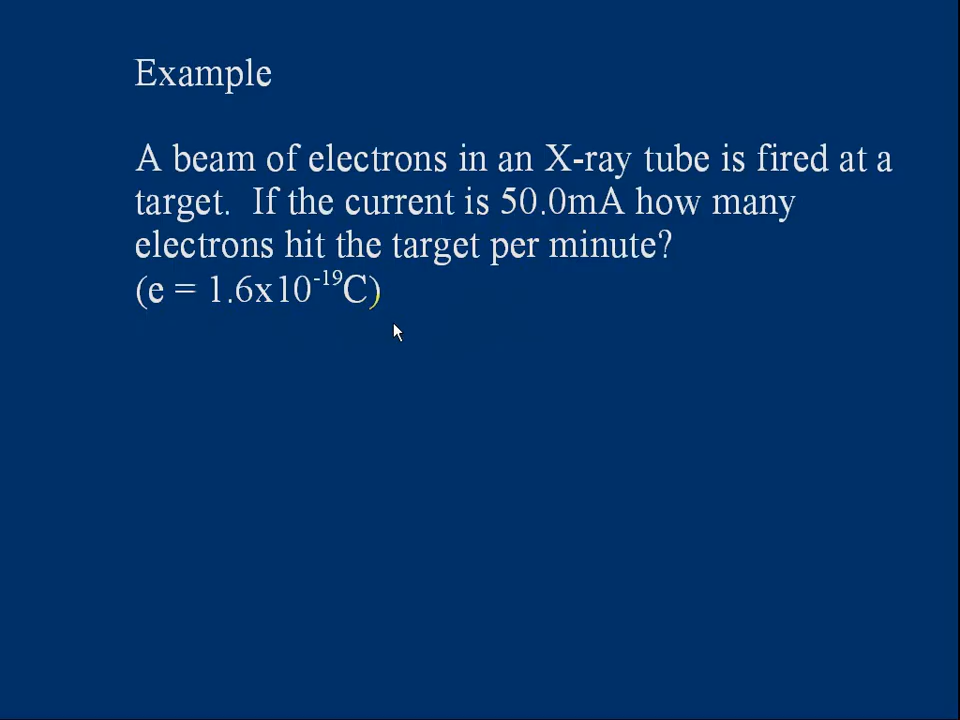 Example
A beam of electrons in an X-ray tube is fired at a
target.  If the current is 50.0mA how many
electrons hit the target per minute?
(e = 1.6x10⁻¹⁹C)